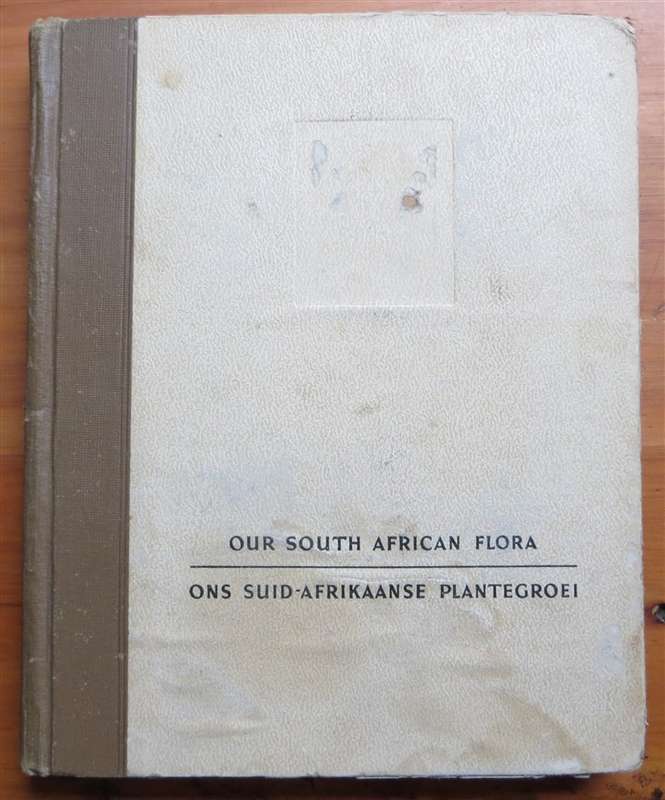 OUR SOUTH AFRICAN FLORA
ONS SUID-AFRIKAANSE PLANTEGROEI